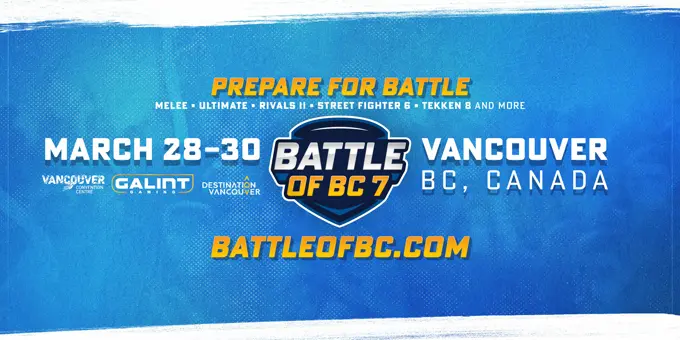 PREPARE FOR BATTLE
MELEE • ULTIMATE • RIVALS II • STREET FIGHTER 6 • TEKKEN 8 AND MORE
MARCH 28–30
BATTLE
OF BC 7
VANCOUVER
BC, CANADA
VANCOUVER
CONVENTION
CENTRE
GALINT
GAMING
DESTINATION
VANCOUVER
BATTLEOFBC.COM